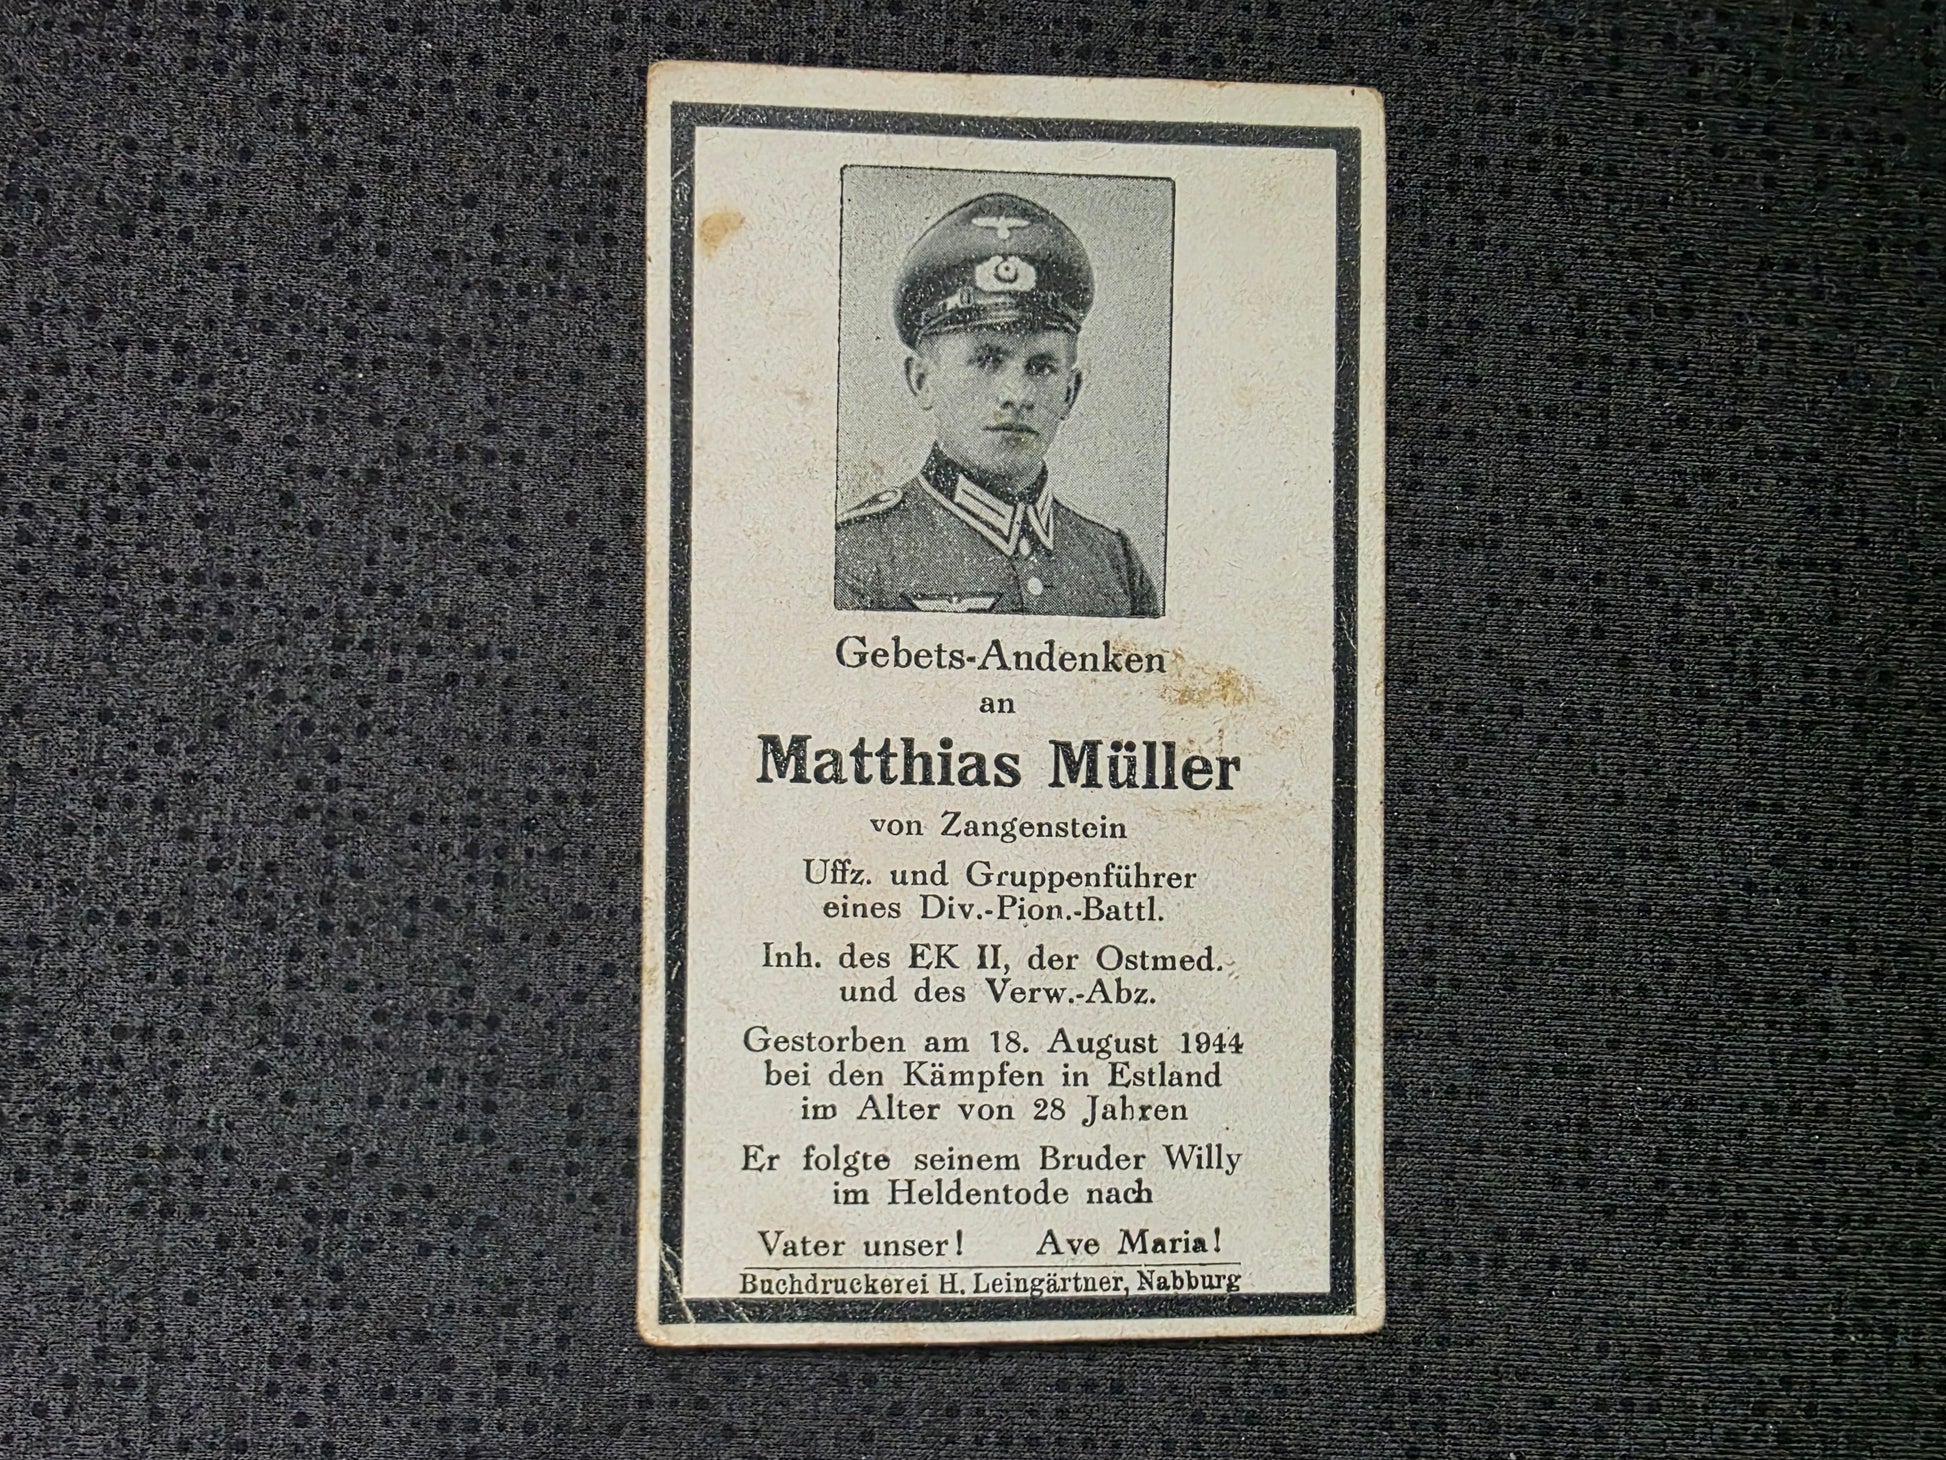 Gebets-Andenken
an
Matthias Müller
von Zangenstein
Uffz. und Gruppenführer
eines Div.-Pion.-Battl.
Inh. des EK II, der Ostmed.
und des Verw.-Abz.
Gestorben am 18. August 1944
bei den Kämpfen in Estland
im Alter von 28 Jahren
Er folgte seinem Bruder Willy
im Heldentode nach
Vater unser! Ave Maria!
Buchdruckerei H. Leingärtner, Nabburg